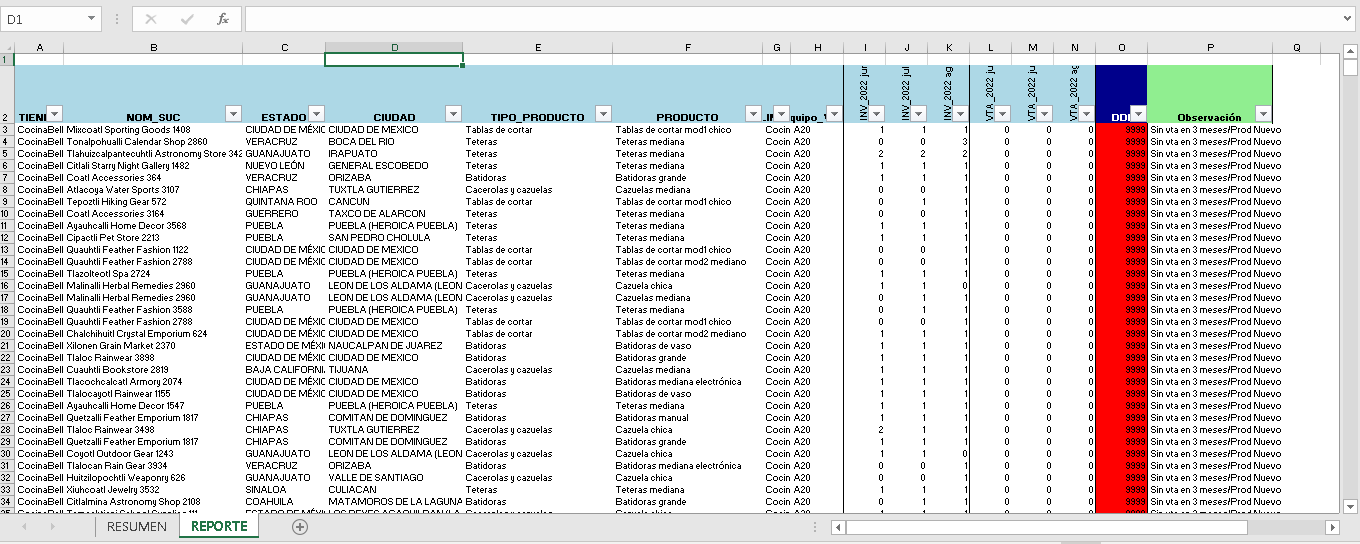 D1
fx
A B C D E F G H I J K L M N O P Q
1
2 TIENI NOM_SUC ESTADO CIUDAD TIPO_PRODUCTO PRODUCTO INV_2022 jul VTA_2022 DDI Observación
3 CocinaBell Mixcoatl Sporting Goods 1408 CIUDAD DE MÉXIC CIUDAD DE MEXICO Tablas de cortar Tablas de cortar mod1 chico Cocin A20 1 1 1 0 0 0 9999 Sin vta en 3 meses/Prod Nuevo
4 CocinaBell Tonalpohualli Calendar Shop 2860 VERACRUZ BOCA DEL RIO Teteras Teteras mediana Cocin A20 0 0 3 0 0 0 9999 Sin vta en 3 meses/Prod Nuevo
5 CocinaBell Tlahuizcalpantecuhtli Astronomy Store 342 GUANAJUATO IRAPUATO Teteras Teteras mediana Cocin A20 2 2 2 0 0 0 9999 Sin vta en 3 meses/Prod Nuevo
6 CocinaBell Citlali Starry Night Gallery 1482 NUEVO LEÓN GENERAL ESCOBEDO Teteras Teteras mediana Cocin A20 1 1 1 0 0 0 9999 Sin vta en 3 meses/Prod Nuevo
7 CocinaBell Coatl Accessories 364 VERACRUZ ORIZABA Batidoras Batidoras grande Cocin A20 1 1 1 0 0 0 9999 Sin vta en 3 meses/Prod Nuevo
8 CocinaBell Atlacoya Water Sports 3107 CHIAPAS TUXTLA GUTIERREZ Cacerolas y cazuelas Cazuelas mediana Cocin A20 0 0 1 0 0 0 9999 Sin vta en 3 meses/Prod Nuevo
9 CocinaBell Tepoztli Hiking Gear 572 QUINTANA ROO CANCUN Tablas de cortar Tablas de cortar mod1 chico Cocin A20 1 1 1 0 0 0 9999 Sin vta en 3 meses/Prod Nuevo
10 CocinaBell Coatl Accessories 3164 GUERRERO TAXCO DE ALARCON Teteras Teteras mediana Cocin A20 0 0 1 0 0 0 9999 Sin vta en 3 meses/Prod Nuevo
11 CocinaBell Ayauhcalli Home Decor 3568 PUEBLA PUEBLA (HEROICA PUEBLA) Teteras Teteras mediana Cocin A20 1 1 1 0 0 0 9999 Sin vta en 3 meses/Prod Nuevo
12 CocinaBell Cipactli Pet Store 2213 PUEBLA SAN PEDRO CHOLULA Teteras Teteras mediana Cocin A20 1 1 1 0 0 0 9999 Sin vta en 3 meses/Prod Nuevo
13 CocinaBell Quauhtli Feather Fashion 1122 CIUDAD DE MÉXIC CIUDAD DE MEXICO Tablas de cortar Tablas de cortar mod1 chico Cocin A20 0 0 1 0 0 0 9999 Sin vta en 3 meses/Prod Nuevo
14 CocinaBell Quauhtli Feather Fashion 2788 CIUDAD DE MÉXIC CIUDAD DE MEXICO Tablas de cortar Tablas de cortar mod2 mediano Cocin A20 0 0 1 0 0 0 9999 Sin vta en 3 meses/Prod Nuevo
15 CocinaBell Tlazolteotl Spa 2724 PUEBLA PUEBLA (HEROICA PUEBLA) Teteras Teteras mediana Cocin A20 1 1 1 0 0 0 9999 Sin vta en 3 meses/Prod Nuevo
16 CocinaBell Malinalli Herbal Remedies 2960 GUANAJUATO LEON DE LOS ALDAMA (LEON Cacerolas y cazuelas Cazuela chica Cocin A20 1 1 0 0 0 0 9999 Sin vta en 3 meses/Prod Nuevo
17 CocinaBell Malinalli Herbal Remedies 2960 GUANAJUATO LEON DE LOS ALDAMA (LEON Cacerolas y cazuelas Cazuelas mediana Cocin A20 0 1 1 0 0 0 9999 Sin vta en 3 meses/Prod Nuevo
18 CocinaBell Quauhtli Feather Fashion 3588 PUEBLA PUEBLA (HEROICA PUEBLA) Teteras Teteras mediana Cocin A20 1 1 1 0 0 0 9999 Sin vta en 3 meses/Prod Nuevo
19 CocinaBell Quauhtli Feather Fashion 2788 CIUDAD DE MÉXIC CIUDAD DE MEXICO Tablas de cortar Tablas de cortar mod1 chico Cocin A20 0 0 1 0 0 0 9999 Sin vta en 3 meses/Prod Nuevo
20 CocinaBell Chalchihuitl Crystal Emporium 624 CIUDAD DE MÉXIC CIUDAD DE MEXICO Tablas de cortar Tablas de cortar mod2 mediano Cocin A20 1 1 1 0 0 0 9999 Sin vta en 3 meses/Prod Nuevo
21 CocinaBell Xilonen Grain Market 2370 ESTADO DE MÉXI NAUCALPAN DE JUAREZ Batidoras Batidoras de vaso Cocin A20 1 1 1 0 0 0 9999 Sin vta en 3 meses/Prod Nuevo
22 CocinaBell Tlaloc Rainwear 3898 CIUDAD DE MÉXIC CIUDAD DE MEXICO Batidoras Batidoras grande Cocin A20 1 1 1 0 0 0 9999 Sin vta en 3 meses/Prod Nuevo
23 CocinaBell Cuauhtli Bookstore 2819 BAJA CALIFORNI TIJUANA Cacerolas y cazuelas Cazuelas mediana Cocin A20 1 1 1 0 0 0 9999 Sin vta en 3 meses/Prod Nuevo
24 CocinaBell Tlacochcalcatl Armory 2074 CIUDAD DE MÉXIC CIUDAD DE MEXICO Batidoras Batidoras mediana electrónica Cocin A20 1 1 1 0 0 0 9999 Sin vta en 3 meses/Prod Nuevo
25 CocinaBell Tlalocayotl Rainwear 1155 CIUDAD DE MÉXIC CIUDAD DE MEXICO Batidoras Batidoras de vaso Cocin A20 1 1 1 0 0 0 9999 Sin vta en 3 meses/Prod Nuevo
26 CocinaBell Ayauhcalli Home Decor 1547 PUEBLA PUEBLA (HEROICA PUEBLA) Teteras Teteras mediana Cocin A20 0 0 1 0 0 0 9999 Sin vta en 3 meses/Prod Nuevo
27 CocinaBell Quetzalli Feather Emporium 1817 CHIAPAS COMITAN DE DOMINGUEZ Batidoras Batidoras manual Cocin A20 1 1 1 0 0 0 9999 Sin vta en 3 meses/Prod Nuevo
28 CocinaBell Tlaloc Rainwear 3498 CHIAPAS TUXTLA GUTIERREZ Cacerolas y cazuelas Cazuela chica Cocin A20 2 1 1 0 0 0 9999 Sin vta en 3 meses/Prod Nuevo
29 CocinaBell Quetzalli Feather Emporium 1817 CHIAPAS COMITAN DE DOMINGUEZ Batidoras Batidoras grande Cocin A20 1 1 1 0 0 0 9999 Sin vta en 3 meses/Prod Nuevo
30 CocinaBell Coyotl Outdoor Gear 1243 GUANAJUATO LEON DE LOS ALDAMA (LEON Cacerolas y cazuelas Cazuela chica Cocin A20 1 1 0 0 0 0 9999 Sin vta en 3 meses/Prod Nuevo
31 CocinaBell Tlalocan Rain Gear 3934 VERACRUZ ORIZABA Batidoras Batidoras mediana electrónica Cocin A20 0 0 1 0 0 0 9999 Sin vta en 3 meses/Prod Nuevo
32 CocinaBell Huitzilopochtli Weaponry 626 GUANAJUATO VALLE DE SANTIAGO Cacerolas y cazuelas Cazuela chica Cocin A20 0 0 1 0 0 0 9999 Sin vta en 3 meses/Prod Nuevo
33 CocinaBell Xiuhcoatl Jewelry 3532 SINALOA CULIACAN Teteras Teteras mediana Cocin A20 1 1 1 0 0 0 9999 Sin vta en 3 meses/Prod Nuevo
34 CocinaBell Citlalmina Astronomy Shop 2108 COAHUILA MATAMOROS DE LA LAGUNA Batidoras Batidoras grande Cocin A20 0 0 1 0 0 0 9999 Sin vta en 3 meses/Prod Nuevo
RESUMEN REPORTE